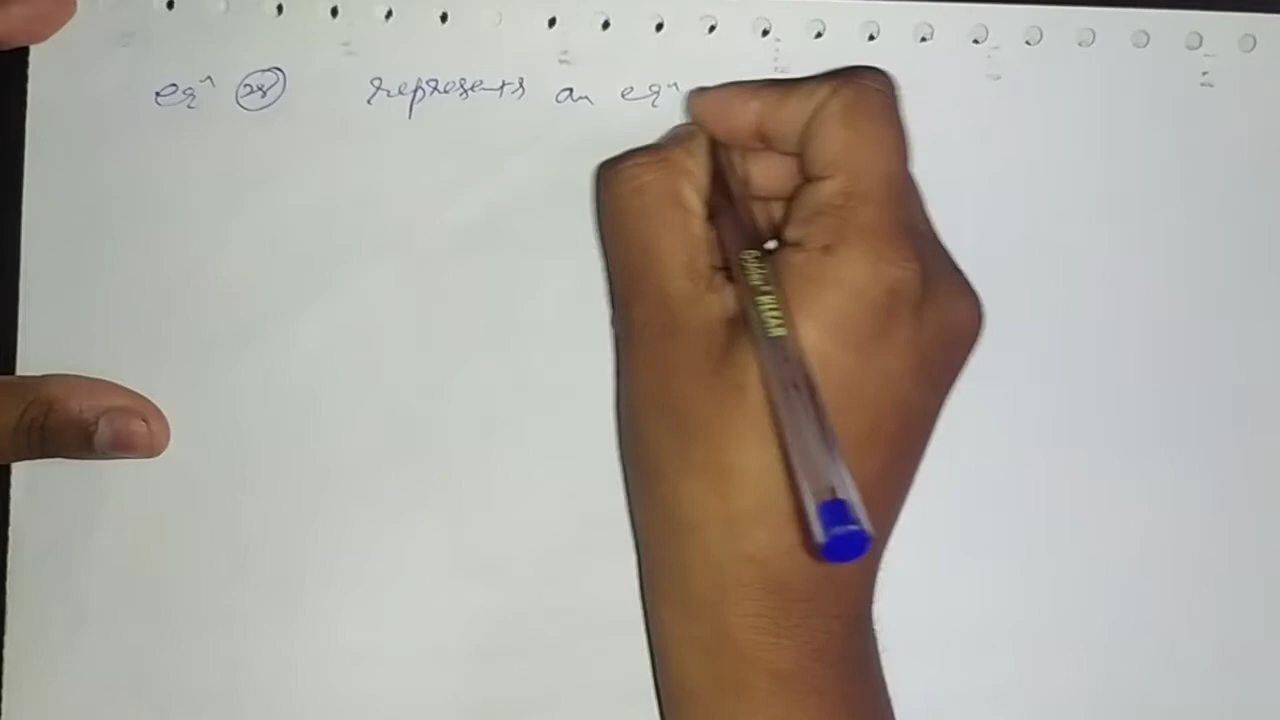 eqⁿ (28) represents an eqⁿ